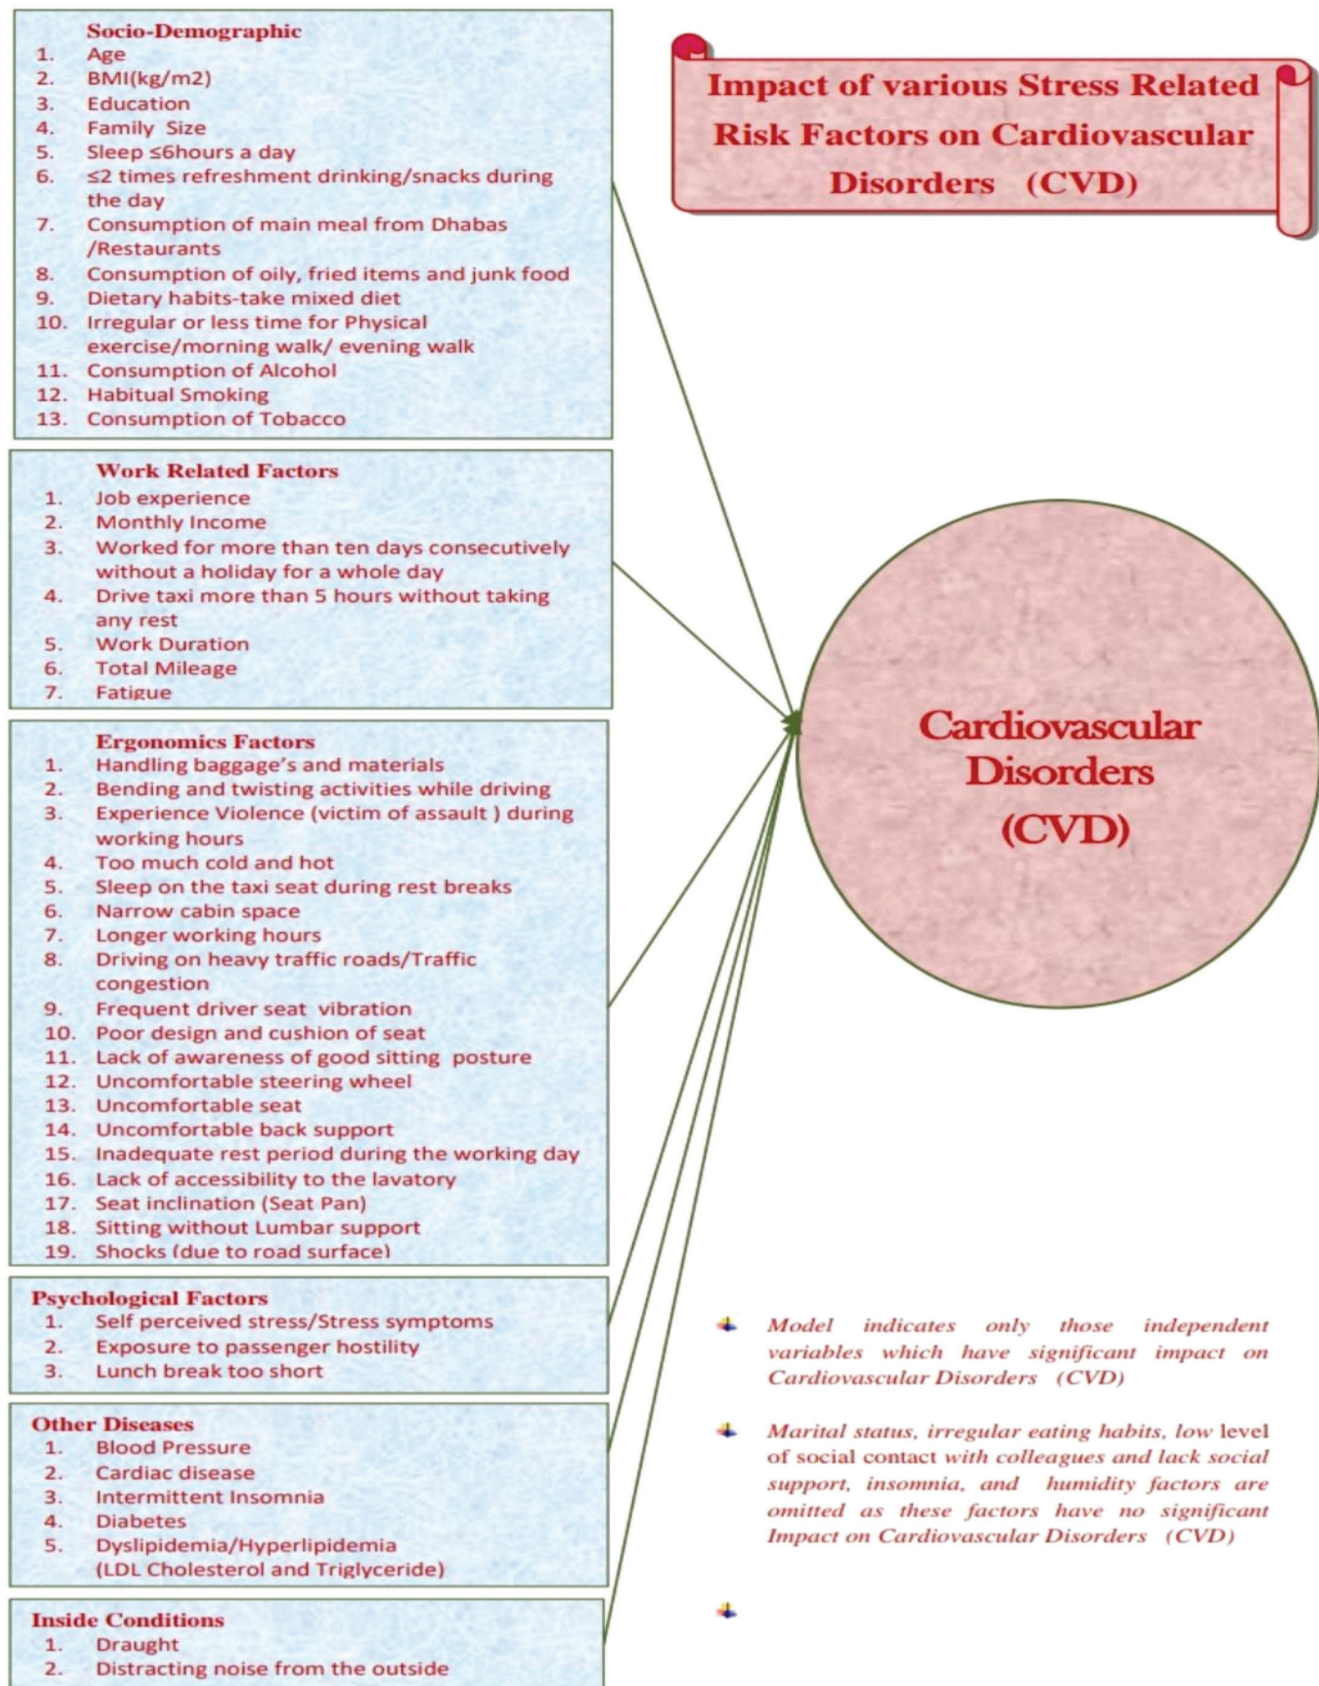 Socio-Demographic
1. Age
2. BMI(kg/m2)
3. Education
4. Family Size
5. Sleep ≤6hours a day
6. ≤2 times refreshment drinking/snacks during
the day
7. Consumption of main meal from Dhabas
/Restaurants
8. Consumption of oily, fried items and junk food
9. Dietary habits-take mixed diet
10. Irregular or less time for Physical
exercise/morning walk/ evening walk
11. Consumption of Alcohol
12. Habitual Smoking
13. Consumption of Tobacco
Impact of various Stress Related
Risk Factors on Cardiovascular
Disorders (CVD)
Work Related Factors
1. Job experience
2. Monthly Income
3. Worked for more than ten days consecutively
without a holiday for a whole day
4. Drive taxi more than 5 hours without taking
any rest
5. Work Duration
6. Total Mileage
7. Fatigue
Ergonomics Factors
1. Handling baggage's and materials
2. Bending and twisting activities while driving
3. Experience Violence (victim of assault ) during
working hours
4. Too much cold and hot
5. Sleep on the taxi seat during rest breaks
6. Narrow cabin space
7. Longer working hours
8. Driving on heavy traffic roads/Traffic
congestion
9. Frequent driver seat vibration
10. Poor design and cushion of seat
11. Lack of awareness of good sitting posture
12. Uncomfortable steering wheel
13. Uncomfortable seat
14. Uncomfortable back support
15. Inadequate rest period during the working day
16. Lack of accessibility to the lavatory
17. Seat inclination (Seat Pan)
18. Sitting without Lumbar support
19. Shocks (due to road surface)
Cardiovascular
Disorders
(CVD)
Psychological Factors
1. Self perceived stress/Stress symptoms
2. Exposure to passenger hostility
3. Lunch break too short
Other Diseases
1. Blood Pressure
2. Cardiac disease
3. Intermittent Insomnia
4. Diabetes
5. Dyslipidemia/Hyperlipidemia
(LDL Cholesterol and Triglyceride)
Inside Conditions
1. Draught
2. Distracting noise from the outside
Model indicates only those independent
variables which have significant impact on
Cardiovascular Disorders (CVD)
Marital status, irregular eating habits, low level
of social contact with colleagues and lack social
support, insomnia, and humidity factors are
omitted as these factors have no significant
Impact on Cardiovascular Disorders (CVD)